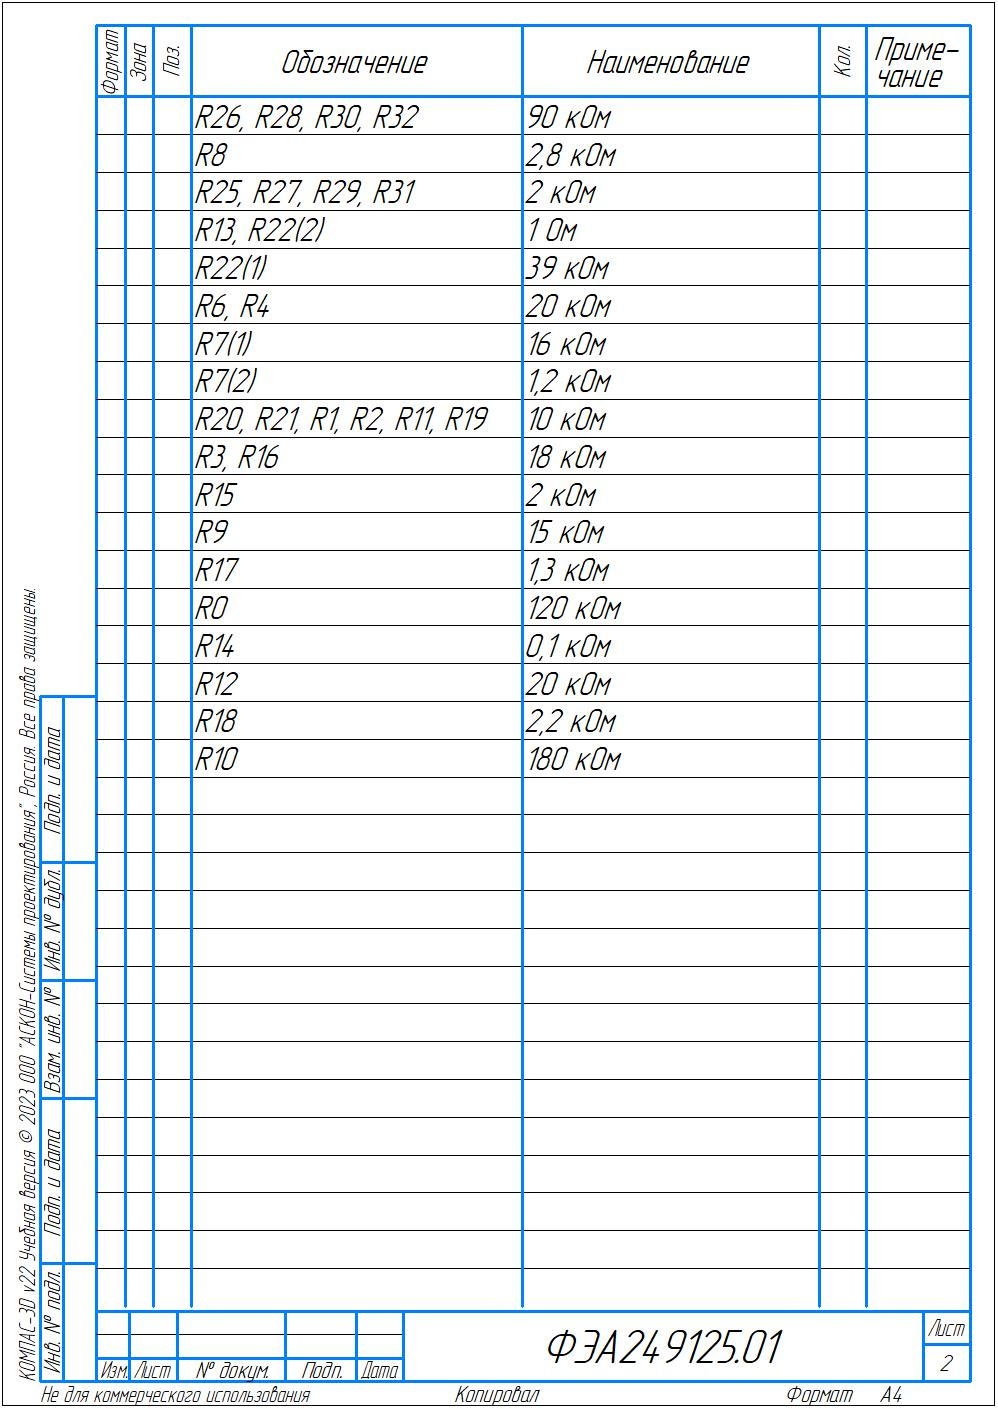 Формат Зона Поз. Обозначение Наименование Кол. Приме-
чание
R26, R28, R30, R32 90 кОм
R8 2,8 кОм
R25, R27, R29, R31 2 кОм
R13, R22(2) 1 Ом
R22(1) 39 кОм
R6, R4 20 кОм
R7(1) 16 кОм
R7(2) 1,2 кОм
R20, R21, R1, R2, R11, R19 10 кОм
R3, R16 18 кОм
R15 2 кОм
R9 15 кОм
R17 1,3 кОм
R0 120 кОм
R14 0,1 кОм
R12 20 кОм
R18 2,2 кОм
R10 180 кОм
КОМПАС-3D v22 Учебная версия © 2023 ООО "АСКОН-Системы проектирования", Россия. Все права защищены.
Подп. и дата
Инв. № дубл.
Взам. инв. №
Подп. и дата
Инв. № подл.
ФЭА249125.01
Лист
2
Изм. Лист № докум. Подп. Дата
Не для коммерческого использования Копировал Формат А4